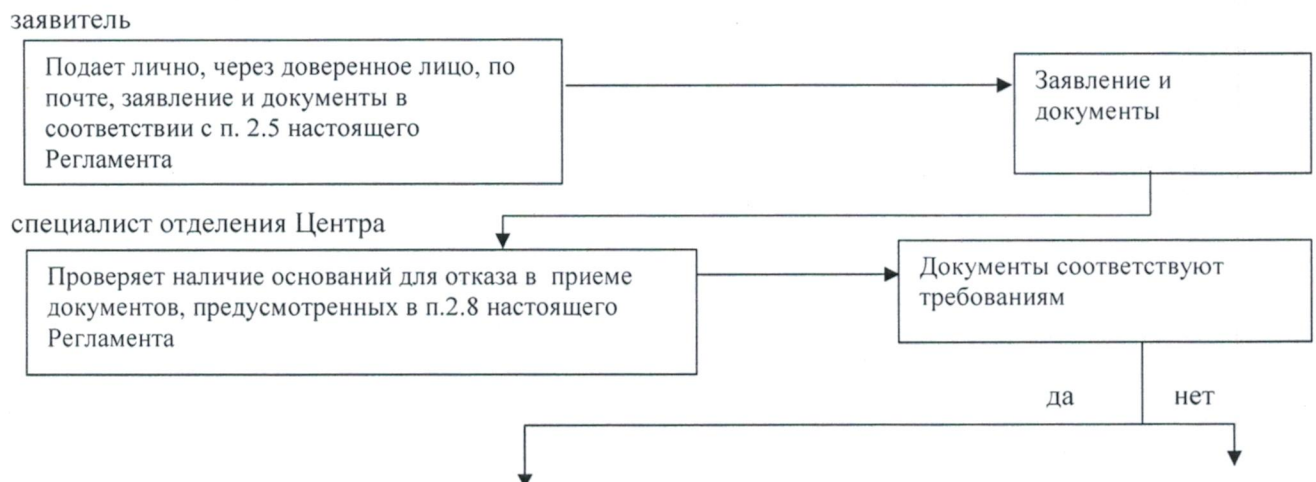 заявитель
Подает лично, через доверенное лицо, по
почте, заявление и документы в
соответствии с п. 2.5 настоящего
Регламента
Заявление и
документы
специалист отделения Центра
Проверяет наличие оснований для отказа в приеме
документов, предусмотренных в п.2.8 настоящего
Регламента
Документы соответствуют
требованиям
да
нет